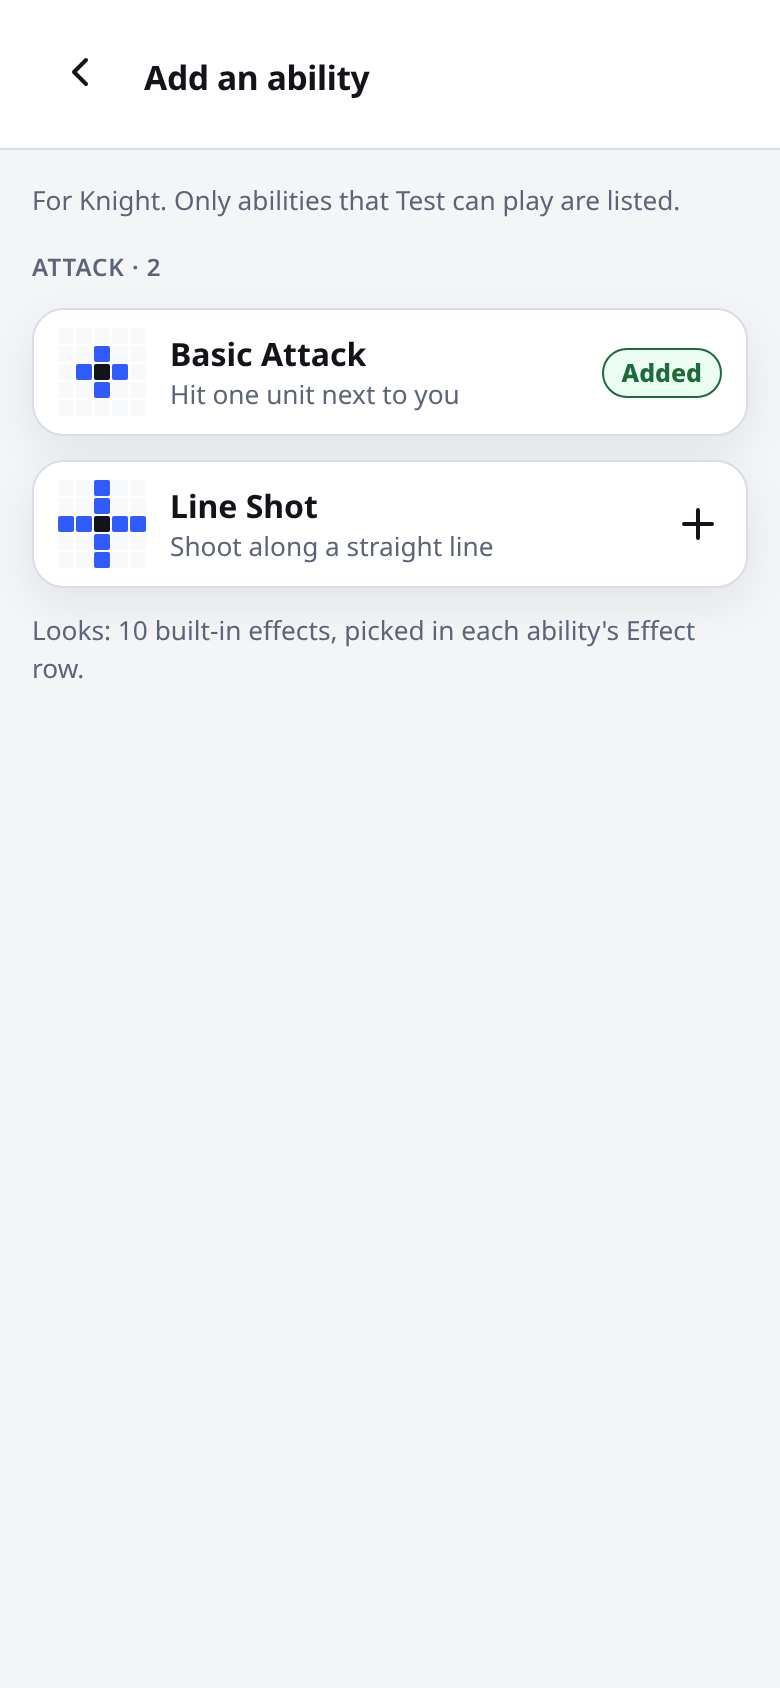 Add an ability
For Knight. Only abilities that Test can play are listed.
ATTACK · 2
Basic Attack
Hit one unit next to you
Added
Line Shot
Shoot along a straight line
Looks: 10 built-in effects, picked in each ability's Effect
row.